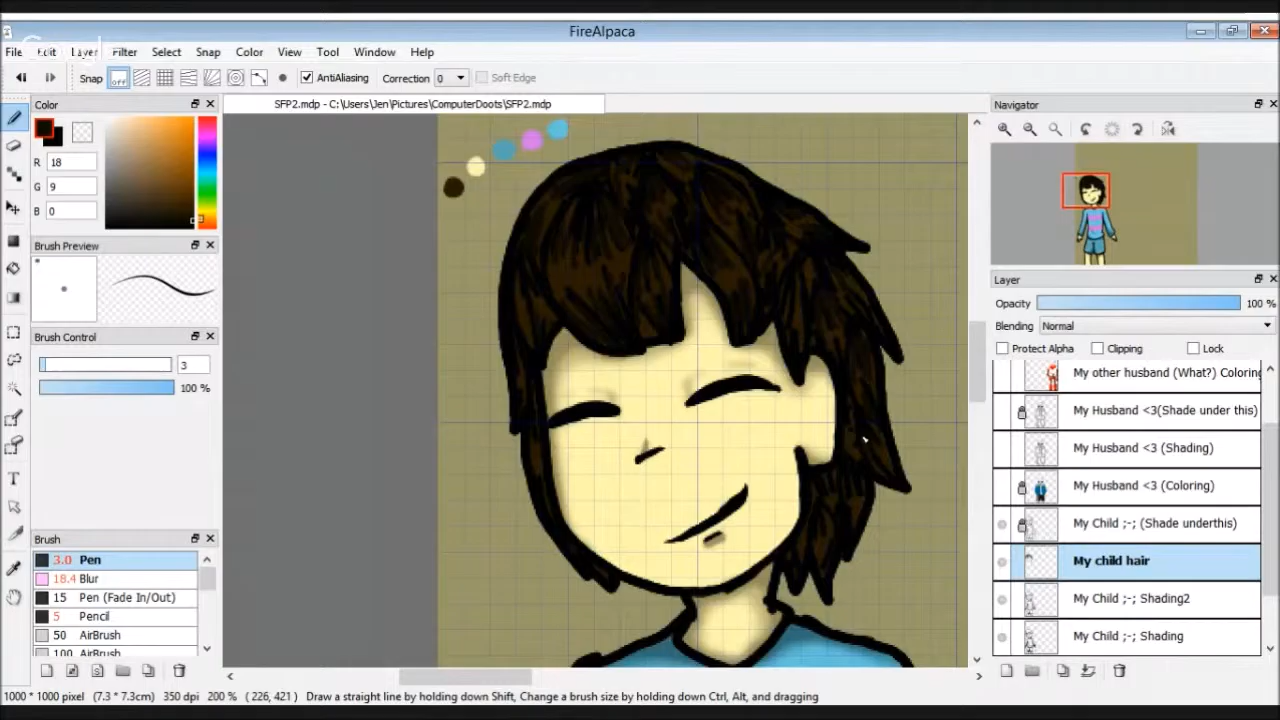 FireAlpaca
File Edit Layer Filter Select Snap Color View Tool Window Help
Snap off AntiAliasing Correction 0 Soft Edge
Color
SFP2.mdp - C:\Users\Jen\Pictures\ComputerDoots\SFP2.mdp
Navigator
R 18
G 9
B 0
Brush Preview
Layer
Opacity 100 %
Blending Normal
Brush Control
Protect Alpha Clipping Lock
3
100 %
My other husband (What?) Coloring
My Husband <3(Shade under this)
My Husband <3 (Shading)
My Husband <3 (Coloring)
My Child ;-; (Shade underthis)
Brush
3.0 Pen
My child hair
18.4 Blur
15 Pen (Fade In/Out)
My Child ;-; Shading2
5 Pencil
50 AirBrush
My Child ;-; Shading
100 AirBrush
1000 * 1000 pixel (7.3 * 7.3cm) 350 dpi 200 % ( 226, 421 ) Draw a straight line by holding down Shift, Change a brush size by holding down Ctrl, Alt, and dragging